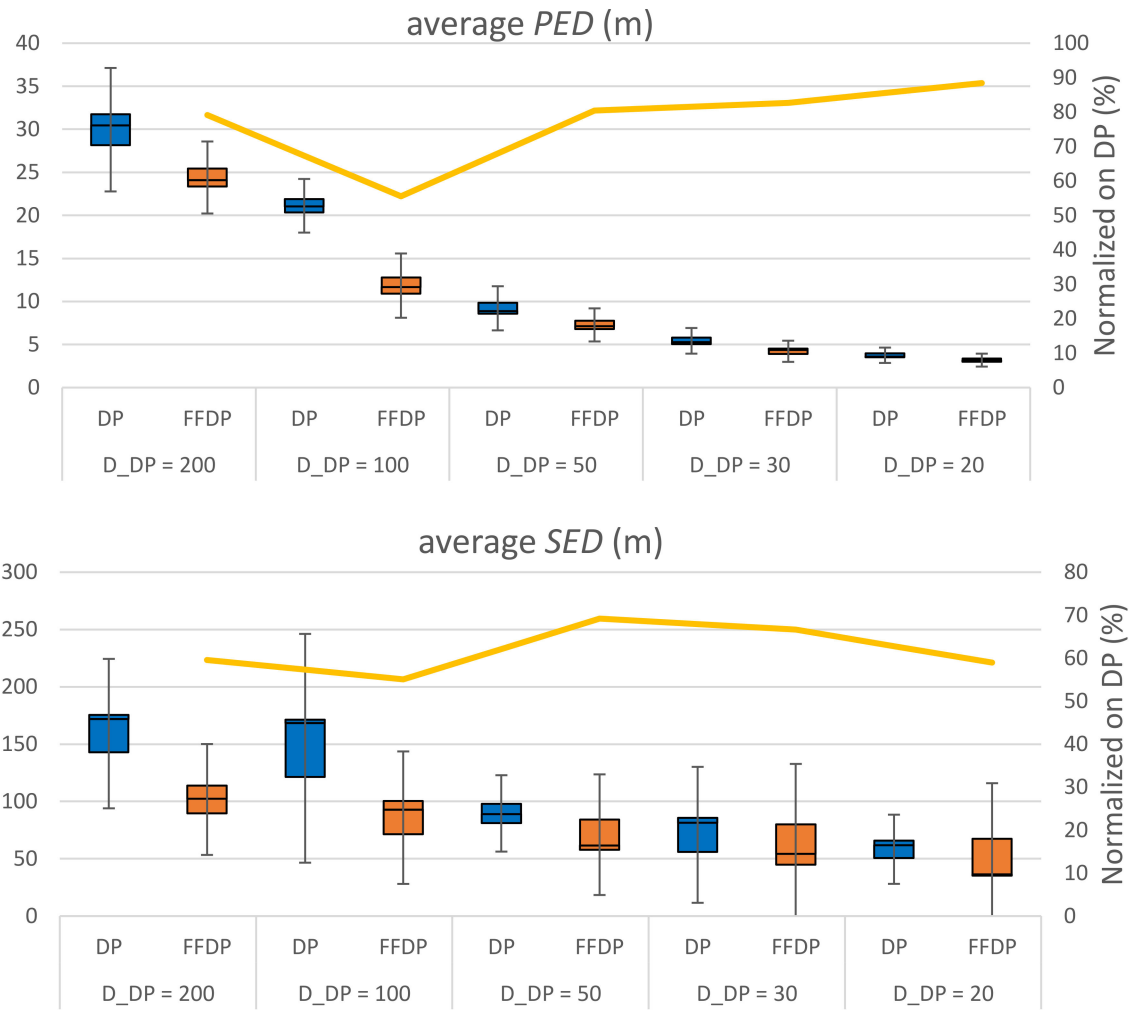 average PED (m)
40 100
35 90
30 80
25 70
20 60
15 50
10 40
5 30
0 20
10
0
Normalized on DP (%)
DP FFDP DP FFDP DP FFDP DP FFDP DP FFDP
D_DP = 200 D_DP = 100 D_DP = 50 D_DP = 30 D_DP = 20
average SED (m)
300 80
250 70
200 60
150 50
100 40
50 30
0 20
10
0
Normalized on DP (%)
DP FFDP DP FFDP DP FFDP DP FFDP DP FFDP
D_DP = 200 D_DP = 100 D_DP = 50 D_DP = 30 D_DP = 20